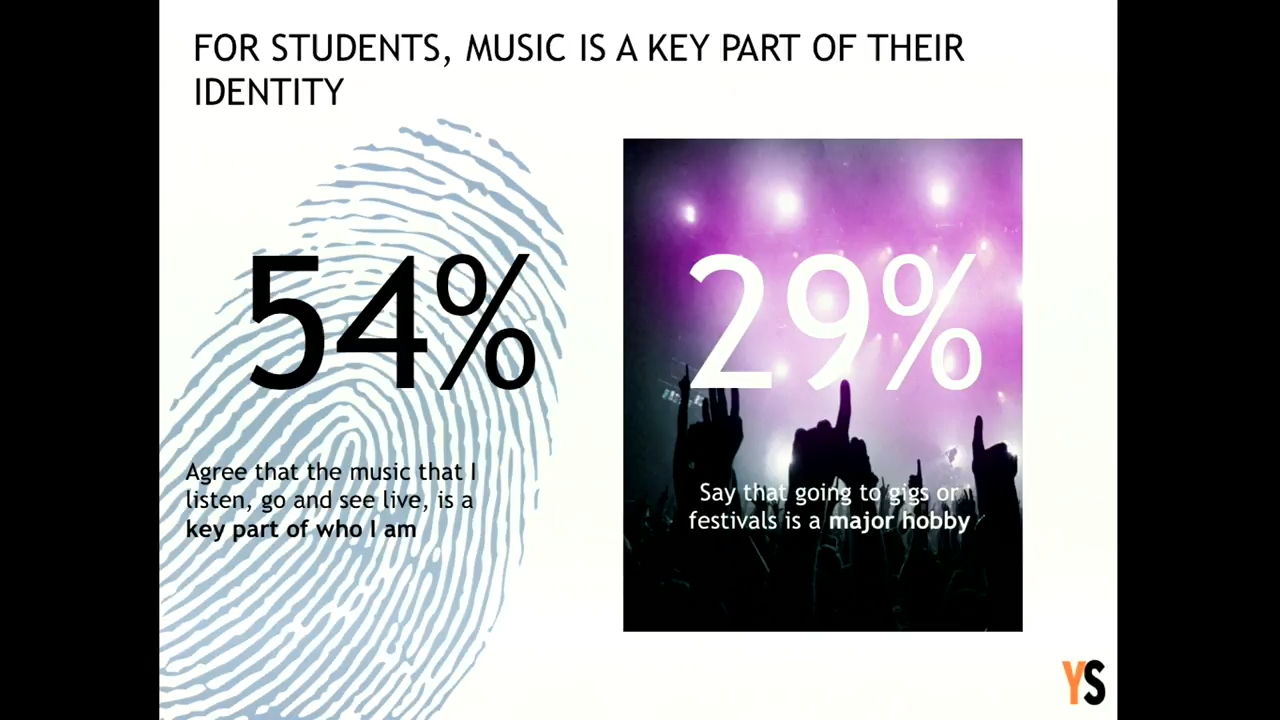 FOR STUDENTS, MUSIC IS A KEY PART OF THEIR
IDENTITY
54%
Agree that the music that I
listen, go and see live, is a
key part of who I am
29%
Say that going to gigs or
festivals is a major hobby
YS